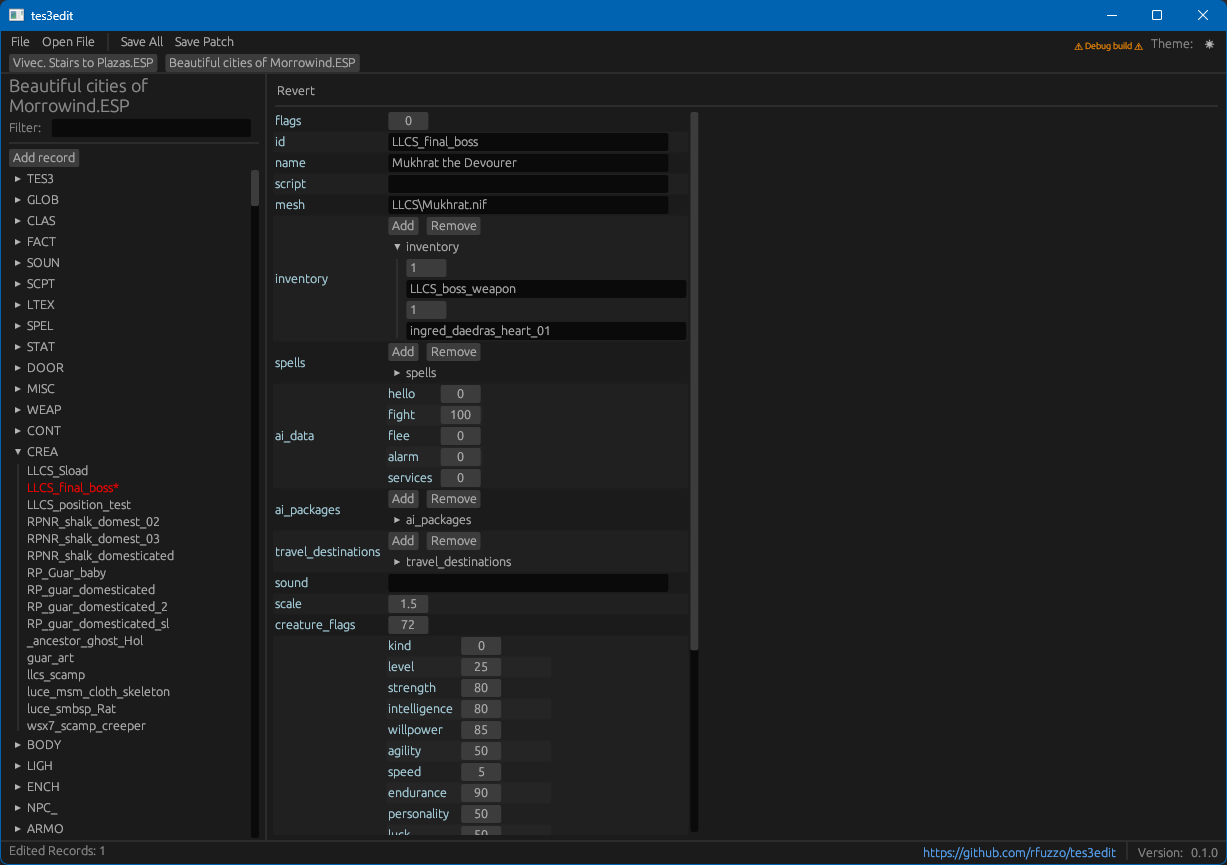 tes3edit
File Open File Save All Save Patch
⚠ Debug build ⚠ Theme:
Vivec. Stairs to Plazas.ESP Beautiful cities of Morrowind.ESP
Beautiful cities of
Morrowind.ESP
Filter:
Add record
TES3
GLOB
CLAS
FACT
SOUN
SCPT
LTEX
SPEL
STAT
DOOR
MISC
WEAP
CONT
CREA
LLCS_Sload
LLCS_final_boss*
LLCS_position_test
RPNR_shalk_domest_02
RPNR_shalk_domest_03
RPNR_shalk_domesticated
RP_Guar_baby
RP_guar_domesticated
RP_guar_domesticated_2
RP_guar_domesticated_sl
_ancestor_ghost_Hol
guar_art
llcs_scamp
luce_msm_cloth_skeleton
luce_smbsp_Rat
wsx7_scamp_creeper
BODY
LIGH
ENCH
NPC_
ARMO
Revert
flags 0
id LLCS_final_boss
name Mukhrat the Devourer
script
mesh LLCS\Mukhrat.nif
inventory
Add Remove
inventory
1
LLCS_boss_weapon
1
ingred_daedras_heart_01
spells
Add Remove
spells
ai_data
hello 0
fight 100
flee 0
alarm 0
services 0
ai_packages
Add Remove
ai_packages
travel_destinations
Add Remove
travel_destinations
sound
scale 1.5
creature_flags 72
kind 0
level 25
strength 80
intelligence 80
willpower 85
agility 50
speed 5
endurance 90
personality 50
luck 50
Edited Records: 1
https://github.com/rfuzzo/tes3edit Version: 0.1.0